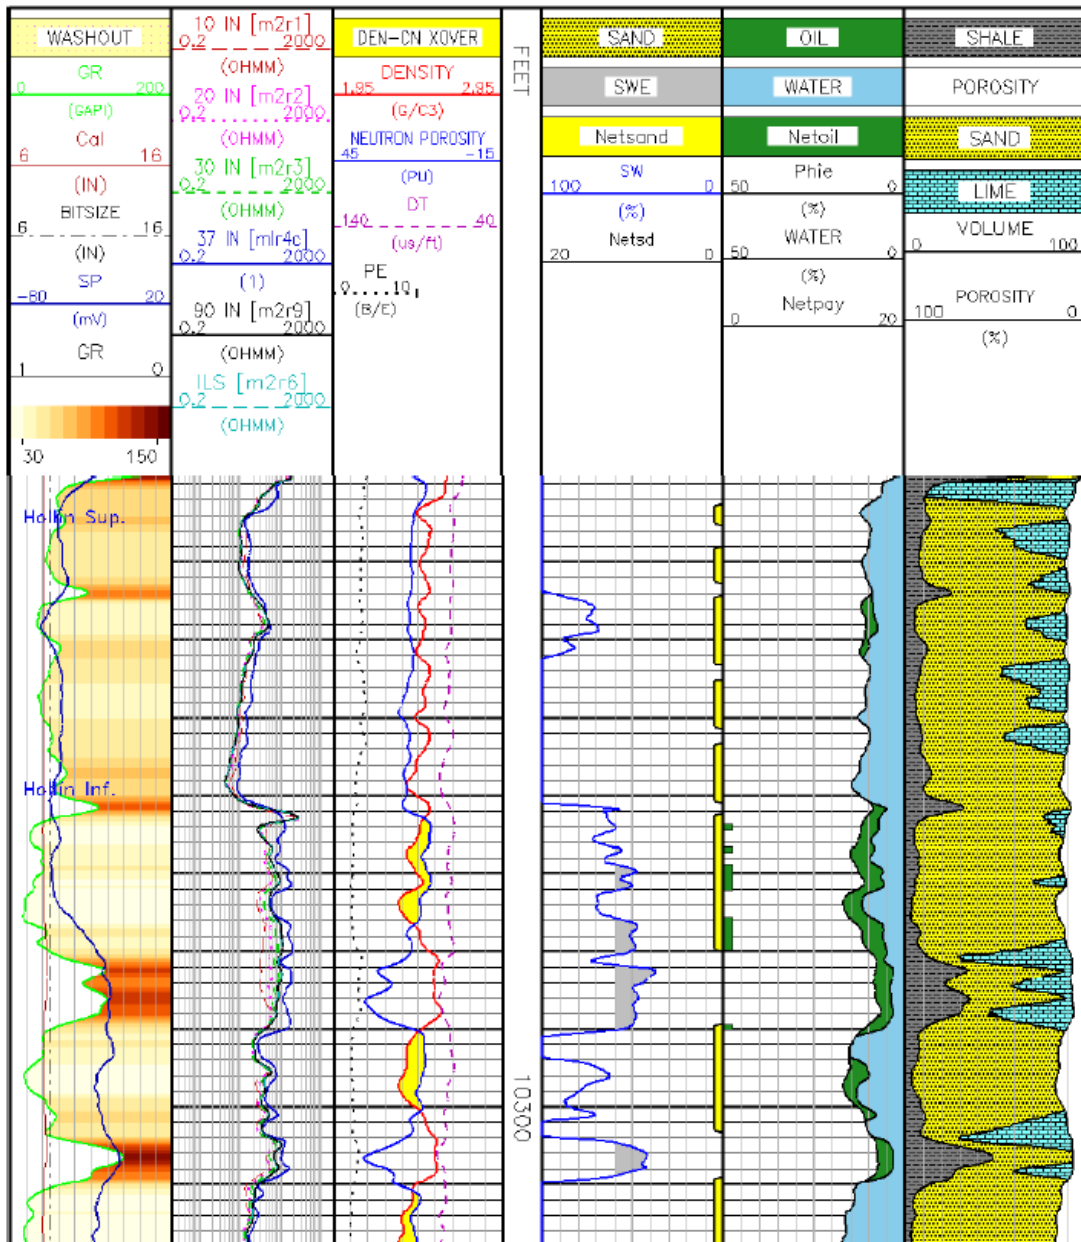 WASHOUT
GR
0 200
(GAPI)
Cal
6 16
(IN)
BITSIZE
6 16
(IN)
SP
-80 20
(mV)
GR
1 0
30 150
10 IN [m2r1]
0.2 2000
(OHMM)
20 IN [m2r2]
0.2 2000
(OHMM)
30 IN [m2r3]
0.2 2000
(OHMM)
37 IN [mlr4c]
0.2 2000
(1)
90 IN [m2r9]
0.2 2000
(OHMM)
ILS [m2r6]
0.2 2000
(OHMM)
DEN-CN XOVER
DENSITY
1.95 2.95
(G/C3)
NEUTRON POROSITY
45 -15
(PU)
DT
140 40
(us/ft)
PE
0 10
(B/E)
FEET
SAND
SWE
Netsand
SW
100 0
(%)
Netsd
20 0
OIL
WATER
Netoil
Phie
50 0
(%)
WATER
50 0
(%)
Netpay
0 20
SHALE
POROSITY
SAND
LIME
VOLUME
0 100
POROSITY
100 0
(%)
Hollin Sup.
Hollin Inf.
10300